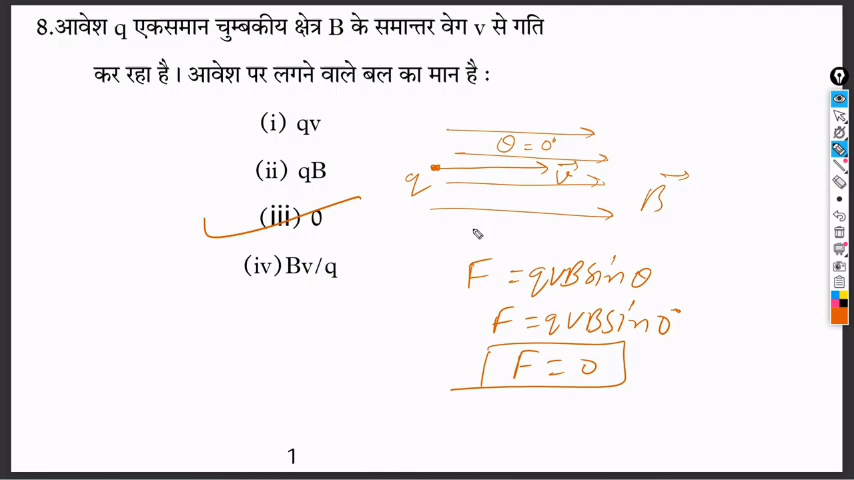 8.आवेश q एकसमान चुम्बकीय क्षेत्र B के समान्तर वेग v से गति
कर रहा है। आवेश पर लगने वाले बल का मान है :
(i) qv
(ii) qB
(iii) 0
(iv) Bv/q
θ = 0°
q
v
B
F = qvBsinθ
F = qvBsin0°
F = 0
1